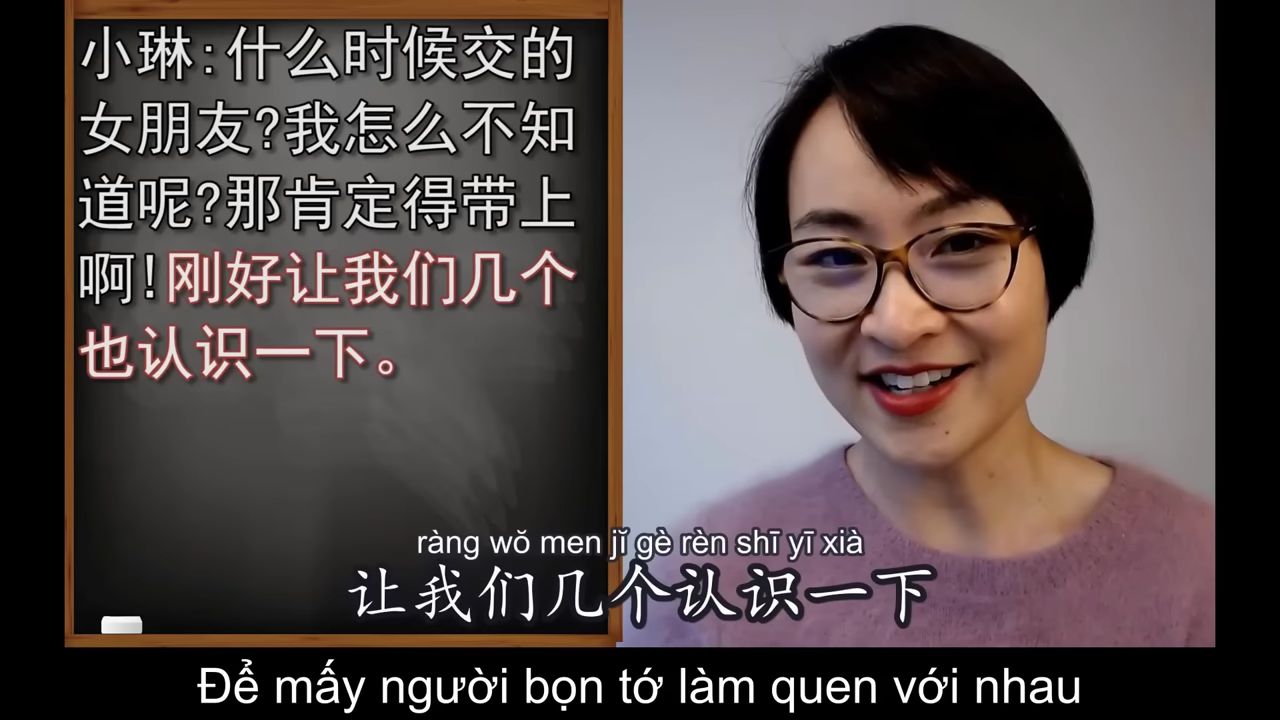 小琳:什么时候交的
女朋友?我怎么不知
道呢?那肯定得带上
啊!刚好让我们几个
也认识一下。
ràng wǒ men jǐ gè rèn shī yī xià
让我们几个认识一下
Để mấy người bọn tớ làm quen với nhau